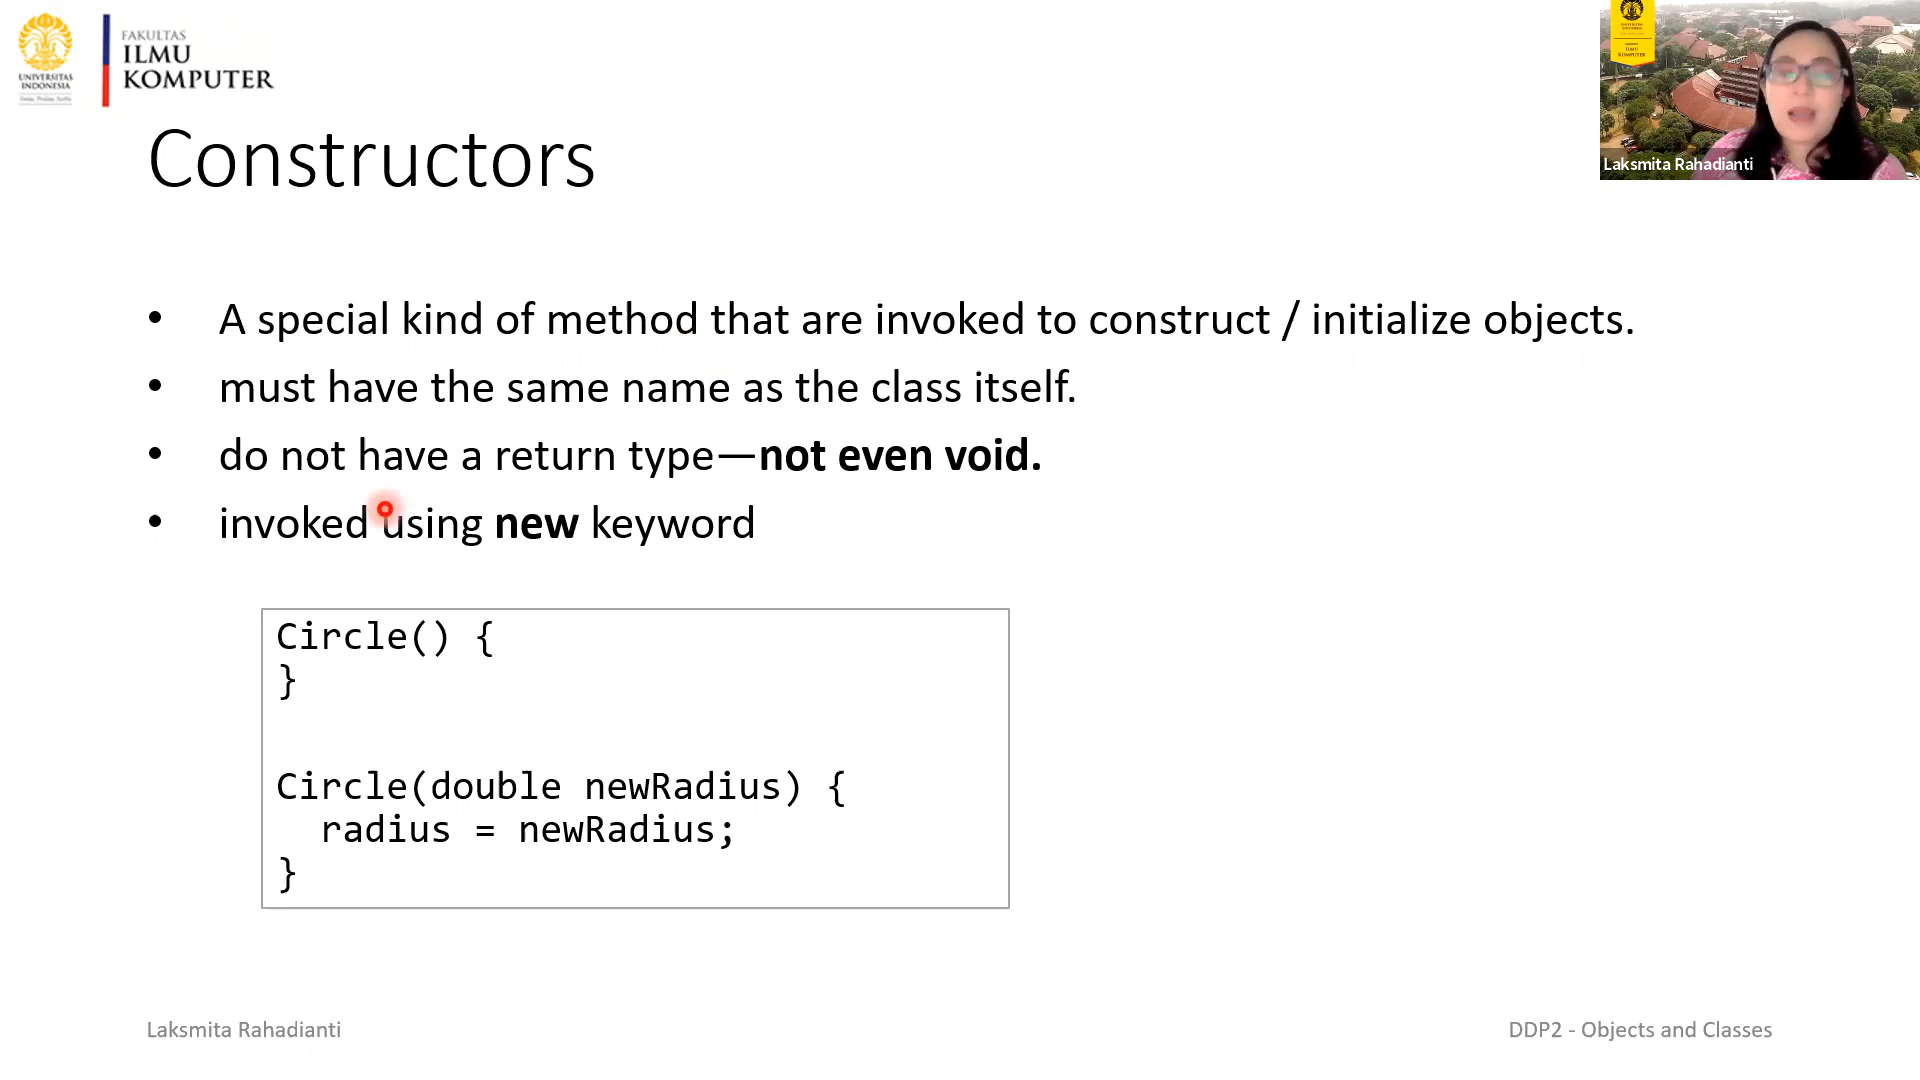 FAKULTAS
ILMU
KOMPUTER
UNIVERSITAS
INDONESIA
Laksmita Rahadianti
Constructors
• A special kind of method that are invoked to construct / initialize objects.
• must have the same name as the class itself.
• do not have a return type—not even void.
• invoked using new keyword
Circle() {
}
Circle(double newRadius) {
radius = newRadius;
}
Laksmita Rahadianti
DDP2 - Objects and Classes